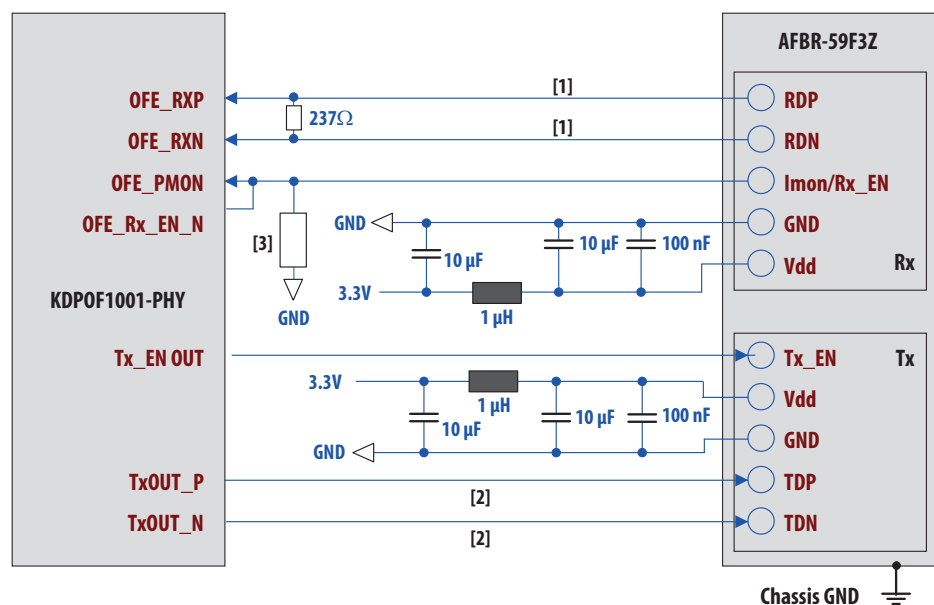 AFBR-59F3Z
OFE_RXP
[1]
RDP
237Ω
OFE_RXN
[1]
RDN
OFE_PMON
Imon/Rx_EN
OFE_Rx_EN_N
[3]
GND
GND
10 µF
10 µF
100 nF
3.3V
Vdd
Rx
1 µH
GND
KDPOF1001-PHY
Tx_EN OUT
Tx_EN
Tx
3.3V
1 µH
Vdd
10 µF
10 µF
100 nF
GND
GND
TxOUT_P
[2]
TDP
TxOUT_N
[2]
TDN
Chassis GND